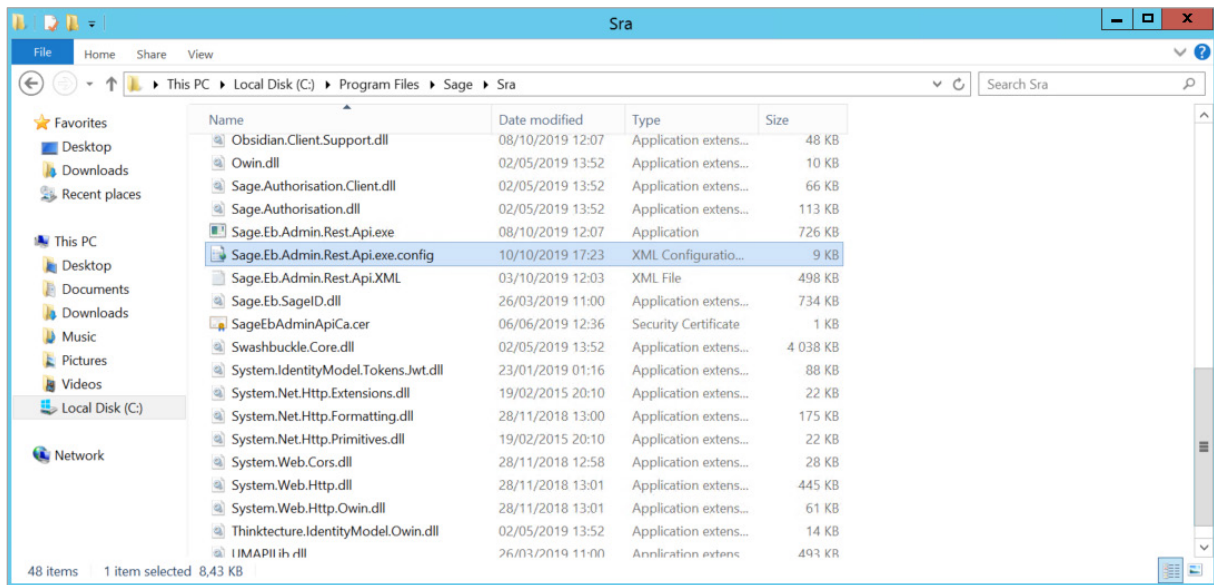 Sra
File Home Share View
This PC Local Disk (C:) Program Files Sage Sra Search Sra
Favorites
Desktop
Downloads
Recent places
This PC
Desktop
Documents
Downloads
Music
Pictures
Videos
Local Disk (C:)
Network
Name Date modified Type Size
Obsidian.Client.Support.dll 08/10/2019 12:07 Application extens... 48 KB
Owin.dll 02/05/2019 13:52 Application extens... 10 KB
Sage.Authorisation.Client.dll 02/05/2019 13:52 Application extens... 66 KB
Sage.Authorisation.dll 02/05/2019 13:52 Application extens... 113 KB
Sage.Eb.Admin.Rest.Api.exe 08/10/2019 12:07 Application 726 KB
Sage.Eb.Admin.Rest.Api.exe.config 10/10/2019 17:23 XML Configuratio... 9 KB
Sage.Eb.Admin.Rest.Api.XML 03/10/2019 12:03 XML File 498 KB
Sage.Eb.SageID.dll 26/03/2019 11:00 Application extens... 734 KB
SageEbAdminApiCa.cer 06/06/2019 12:36 Security Certificate 1 KB
Swashbuckle.Core.dll 02/05/2019 13:52 Application extens... 4 038 KB
System.IdentityModel.Tokens.Jwt.dll 23/01/2019 01:16 Application extens... 88 KB
System.Net.Http.Extensions.dll 19/02/2015 20:10 Application extens... 22 KB
System.Net.Http.Formatting.dll 28/11/2018 13:00 Application extens... 175 KB
System.Net.Http.Primitives.dll 19/02/2015 20:10 Application extens... 22 KB
System.Web.Cors.dll 28/11/2018 12:58 Application extens... 28 KB
System.Web.Http.dll 28/11/2018 13:01 Application extens... 445 KB
System.Web.Http.Owin.dll 28/11/2018 13:01 Application extens... 61 KB
Thinktecture.IdentityModel.Owin.dll 02/05/2019 13:52 Application extens... 14 KB
UMAPILib.dll 26/03/2019 11:00 Application extens... 493 KB
48 items 1 item selected 8,43 KB